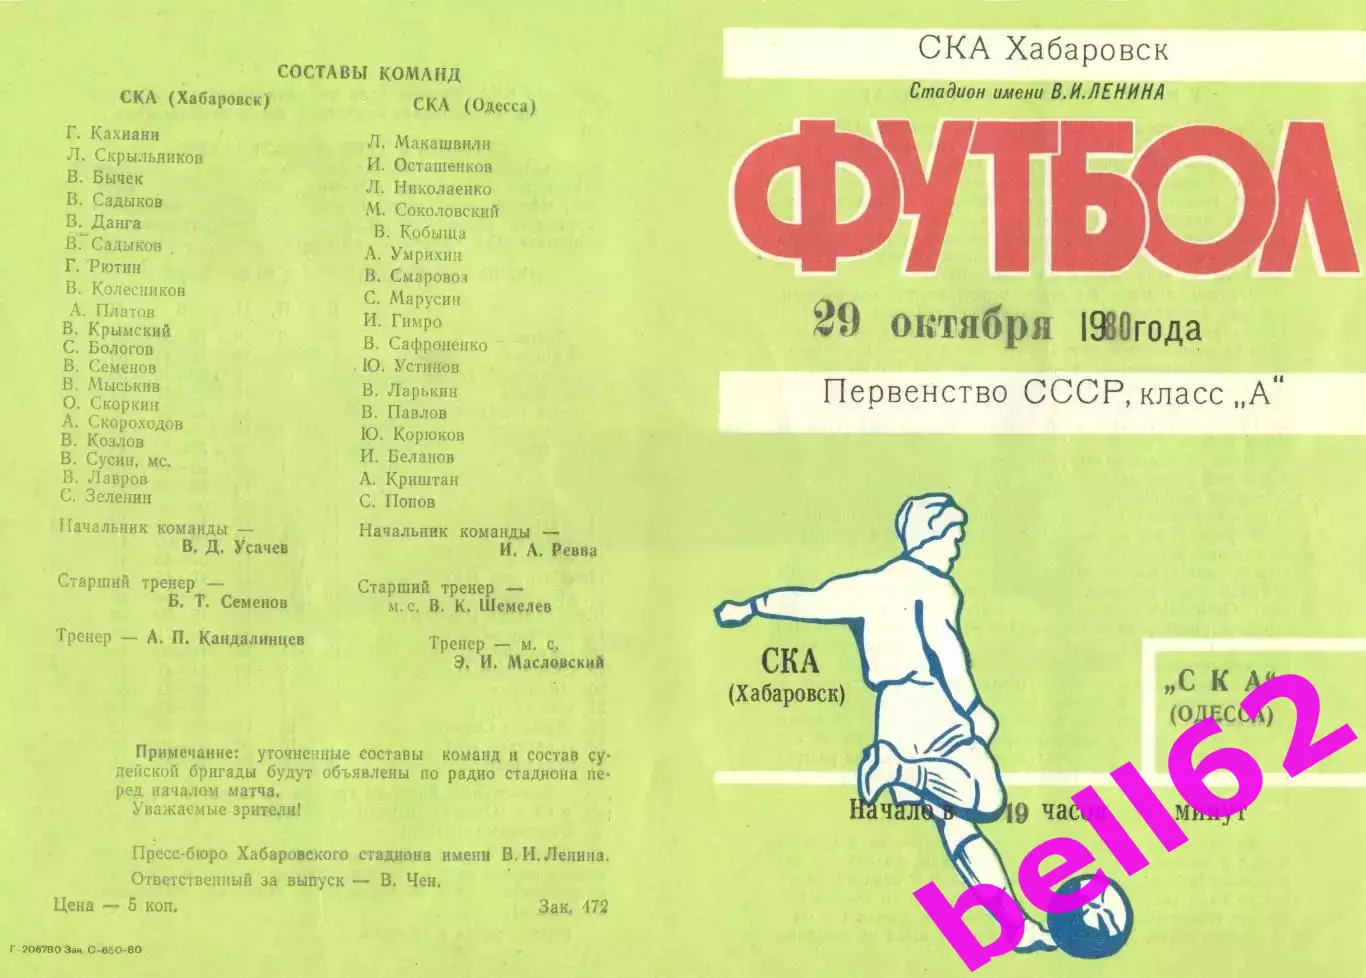 СОСТАВЫ КОМАНД
СКА (Хабаровск)
Г. Кахиани
Л. Скрыльников
В. Бычек
В. Садыков
В. Данга
В. Садыков
Г. Рютин
В. Колесников
А. Платов
В. Крымский
С. Бологов
В. Семенов
В. Мыськив
О. Скоркин
А. Скороходов
В. Козлов
В. Сусин, мс.
В. Лавров
С. Зеленин
Начальник команды —
В. Д. Усачев
Старший тренер —
Б. Т. Семенов
Тренер — А. П. Кандалинцев
СКА (Одесса)
Л. Макашвили
И. Осташенков
Л. Николаенко
М. Соколовский
В. Кобыща
А. Умрихин
В. Смаровоз
С. Марусин
И. Гимро
В. Сафроненко
Ю. Устинов
В. Ларькин
В. Павлов
Ю. Корюков
И. Беланов
А. Криштан
С. Попов
Начальник команды —
И. А. Ревва
Старший тренер —
м. с. В. К. Шемелев
Тренер — м. с.
Э. И. Масловский
Примечание: уточненные составы команд и состав су-
дейской бригады будут объявлены по радио стадиона пе-
ред началом матча.
Уважаемые зрители!
Пресс-бюро Хабаровского стадиона имени В. И. Ленина.
Ответственный за выпуск — В. Чен.
Цена — 5 коп. Зак. 472
Г-206780 Зак. С-650-80
СКА Хабаровск
Стадион имени В.И.ЛЕНИНА
ФУТБОЛ
29 октября 1980 года
Первенство СССР, класс „А“
СКА
(Хабаровск)
„СКА“
(ОДЕССА)
Начало в 19 часов минут
bell62